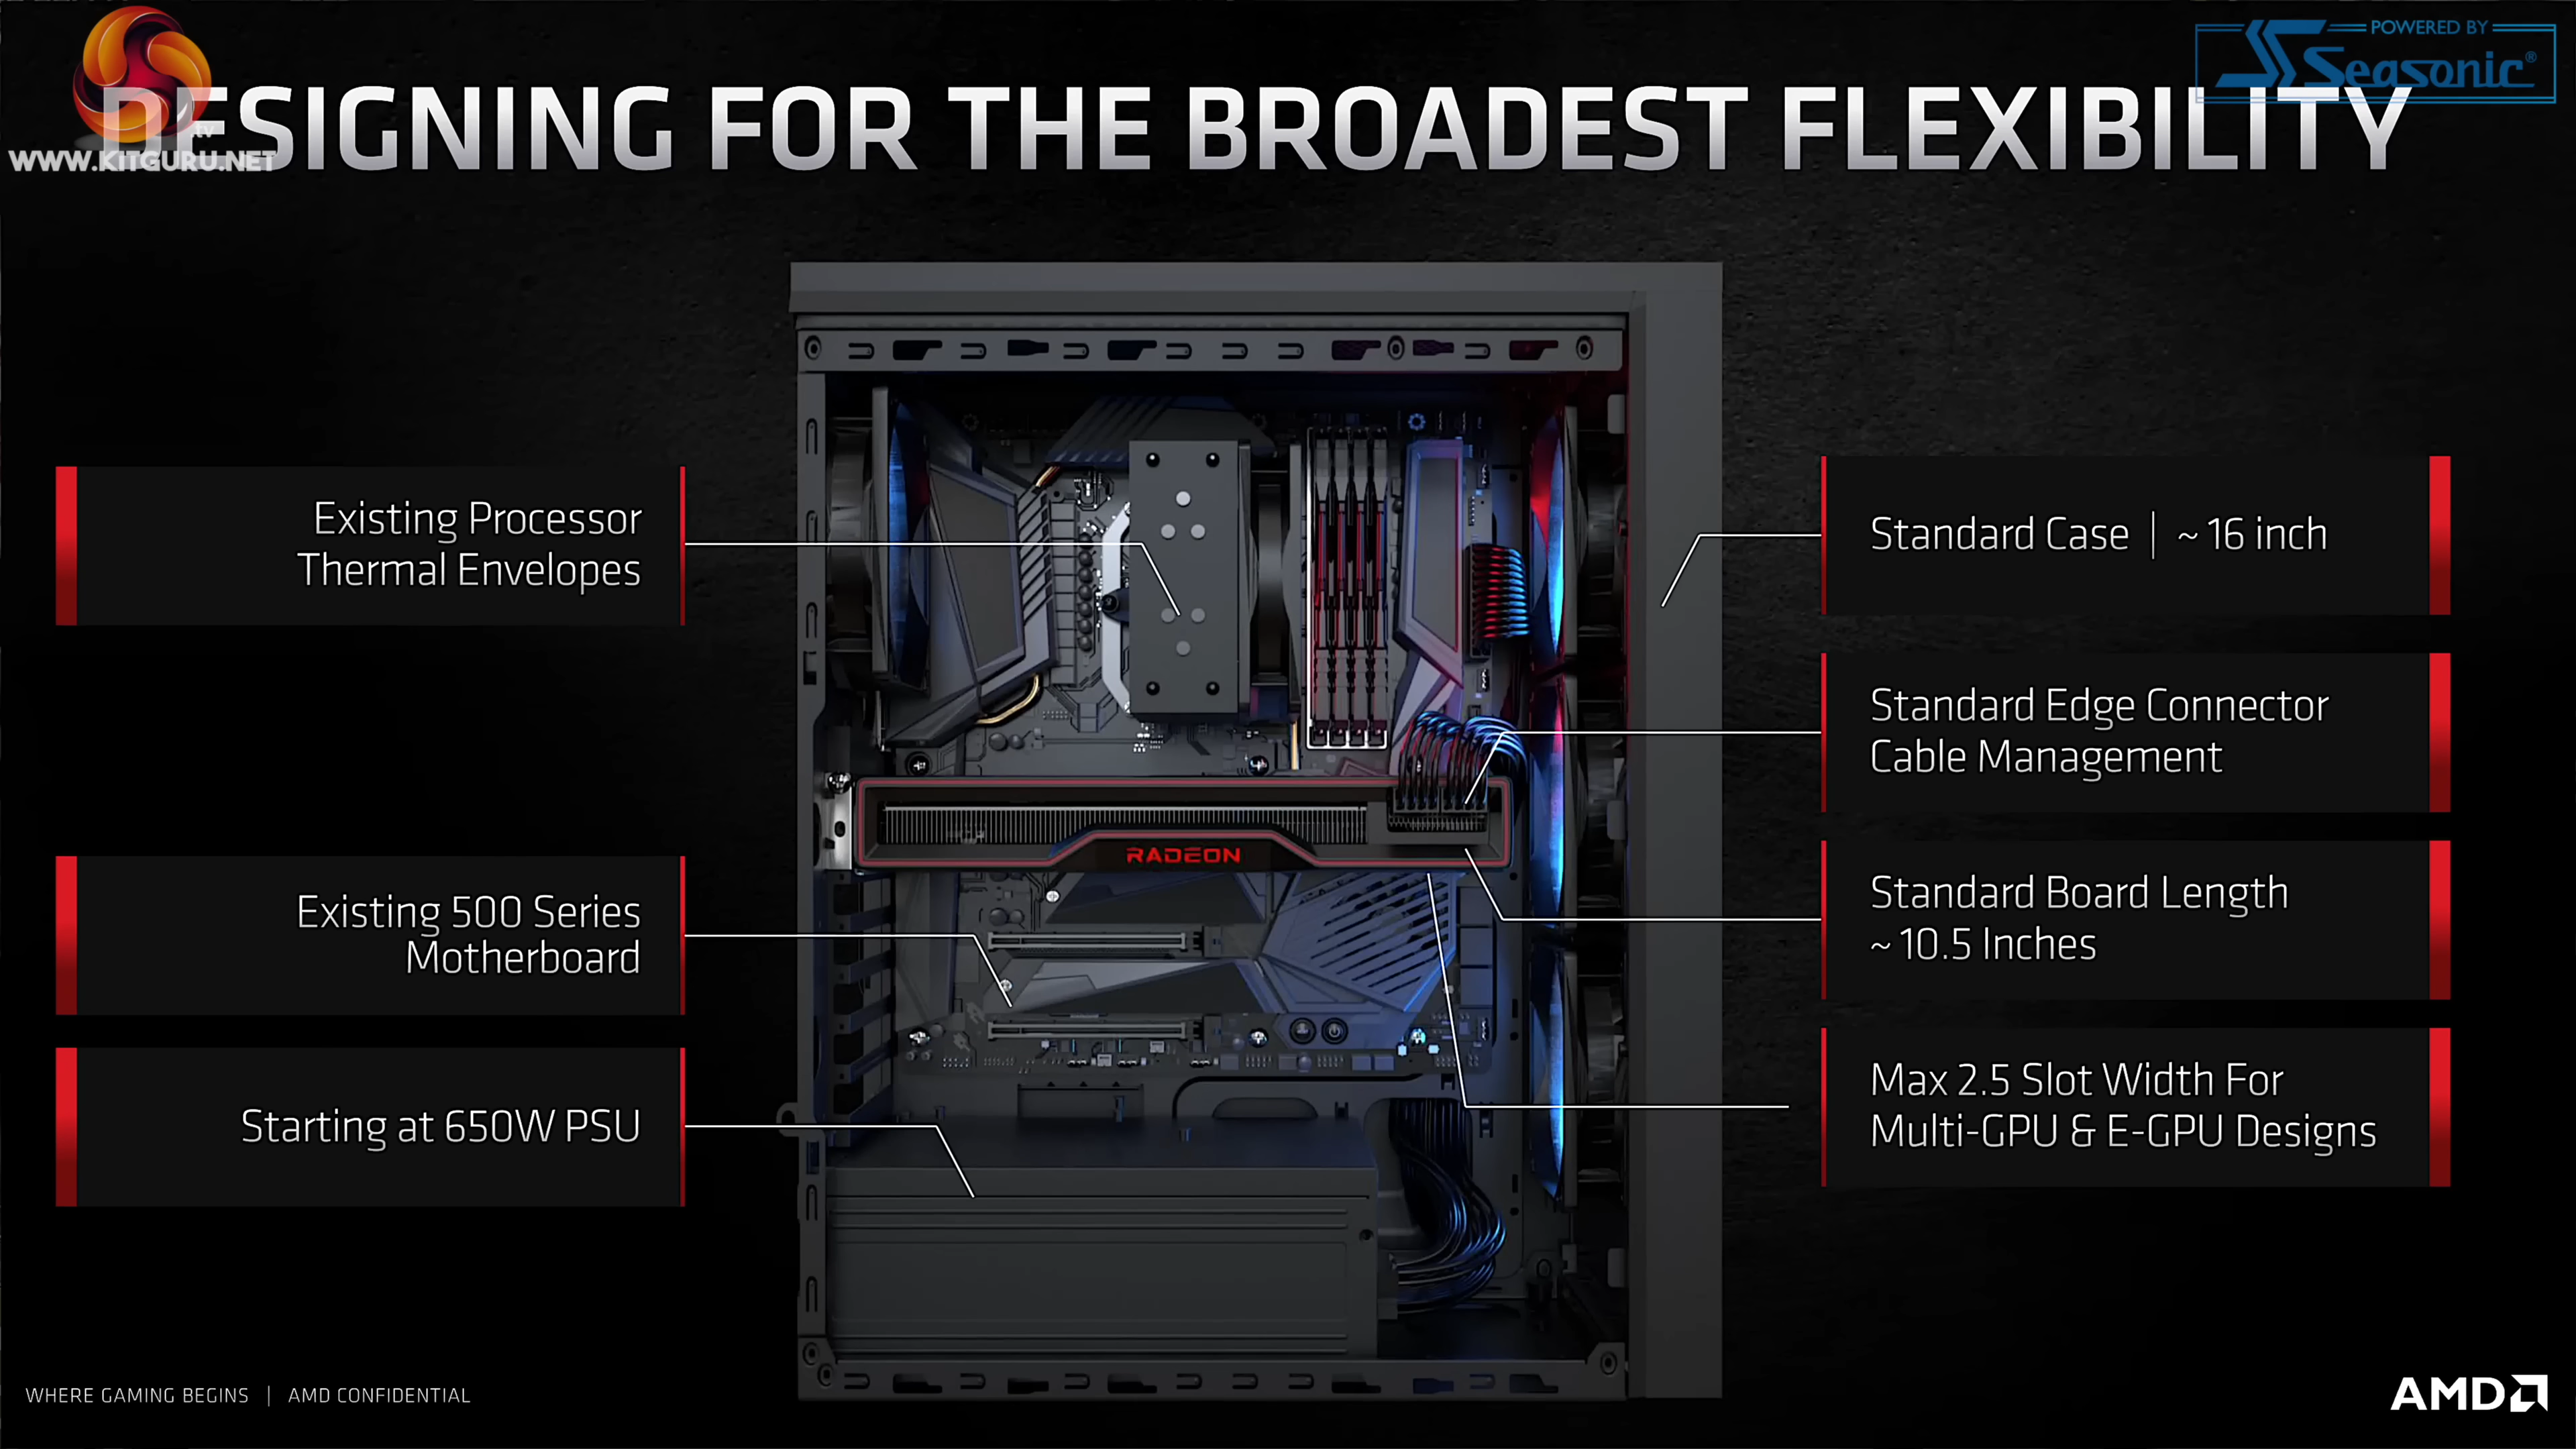 POWERED BY
Seasonic®
DESIGNING FOR THE BROADEST FLEXIBILITY
tv
WWW.KITGURU.NET
Existing Processor
Thermal Envelopes
Existing 500 Series
Motherboard
Starting at 650W PSU
RADEON
Standard Case | ~ 16 inch
Standard Edge Connector
Cable Management
Standard Board Length
~ 10.5 Inches
Max 2.5 Slot Width For
Multi-GPU & E-GPU Designs
WHERE GAMING BEGINS | AMD CONFIDENTIAL
AMD